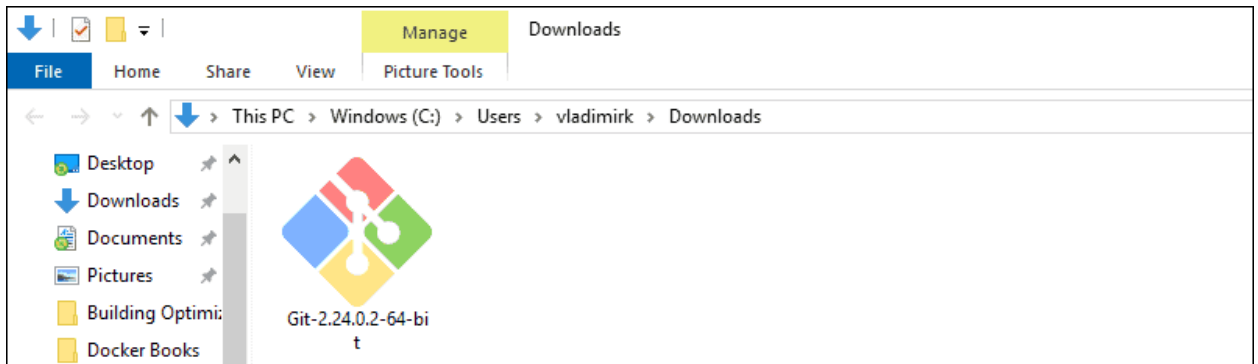 Manage Downloads
File Home Share View Picture Tools
This PC > Windows (C:) > Users > vladimirk > Downloads
Desktop
Downloads
Documents
Pictures
Building Optimiz
Docker Books
Git-2.24.0.2-64-bi
t